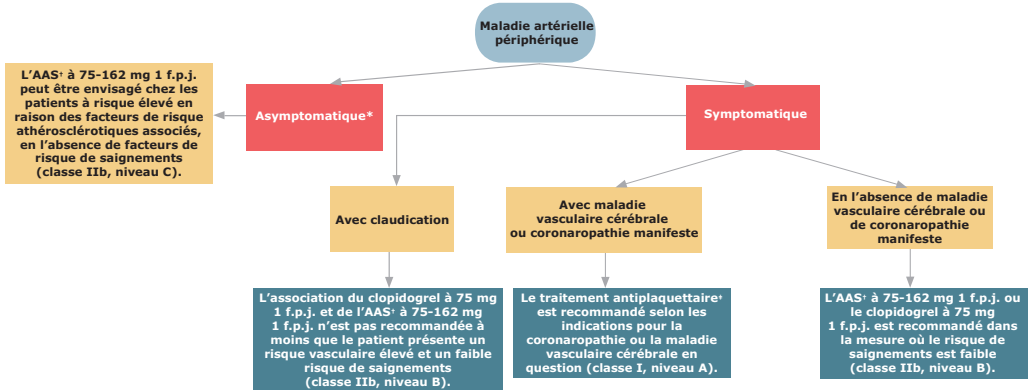 Maladie artérielle
périphérique
L'AAS† à 75-162 mg 1 f.p.j.
peut être envisagé chez les
patients à risque élevé en
raison des facteurs de risque
athérosclérotiques associés,
en l'absence de facteurs de
risque de saignements
(classe IIb, niveau C).
Asymptomatique*
Symptomatique
Avec claudication
Avec maladie
vasculaire cérébrale
ou coronaropathie manifeste
En l'absence de maladie
vasculaire cérébrale ou
de coronaropathie
manifeste
L'association du clopidogrel à 75 mg
1 f.p.j. et de l'AAS† à 75-162 mg
1 f.p.j. n'est pas recommandée à
moins que le patient présente un
risque vasculaire élevé et un faible
risque de saignements
(classe IIb, niveau B).
Le traitement antiplaquettaire‡
est recommandé selon les
indications pour la
coronaropathie ou la maladie
vasculaire cérébrale en
question (classe I, niveau A).
L'AAS† à 75-162 mg 1 f.p.j. ou
le clopidogrel à 75 mg
1 f.p.j. est recommandé dans
la mesure où le risque de
saignements est faible
(classe IIb, niveau B).